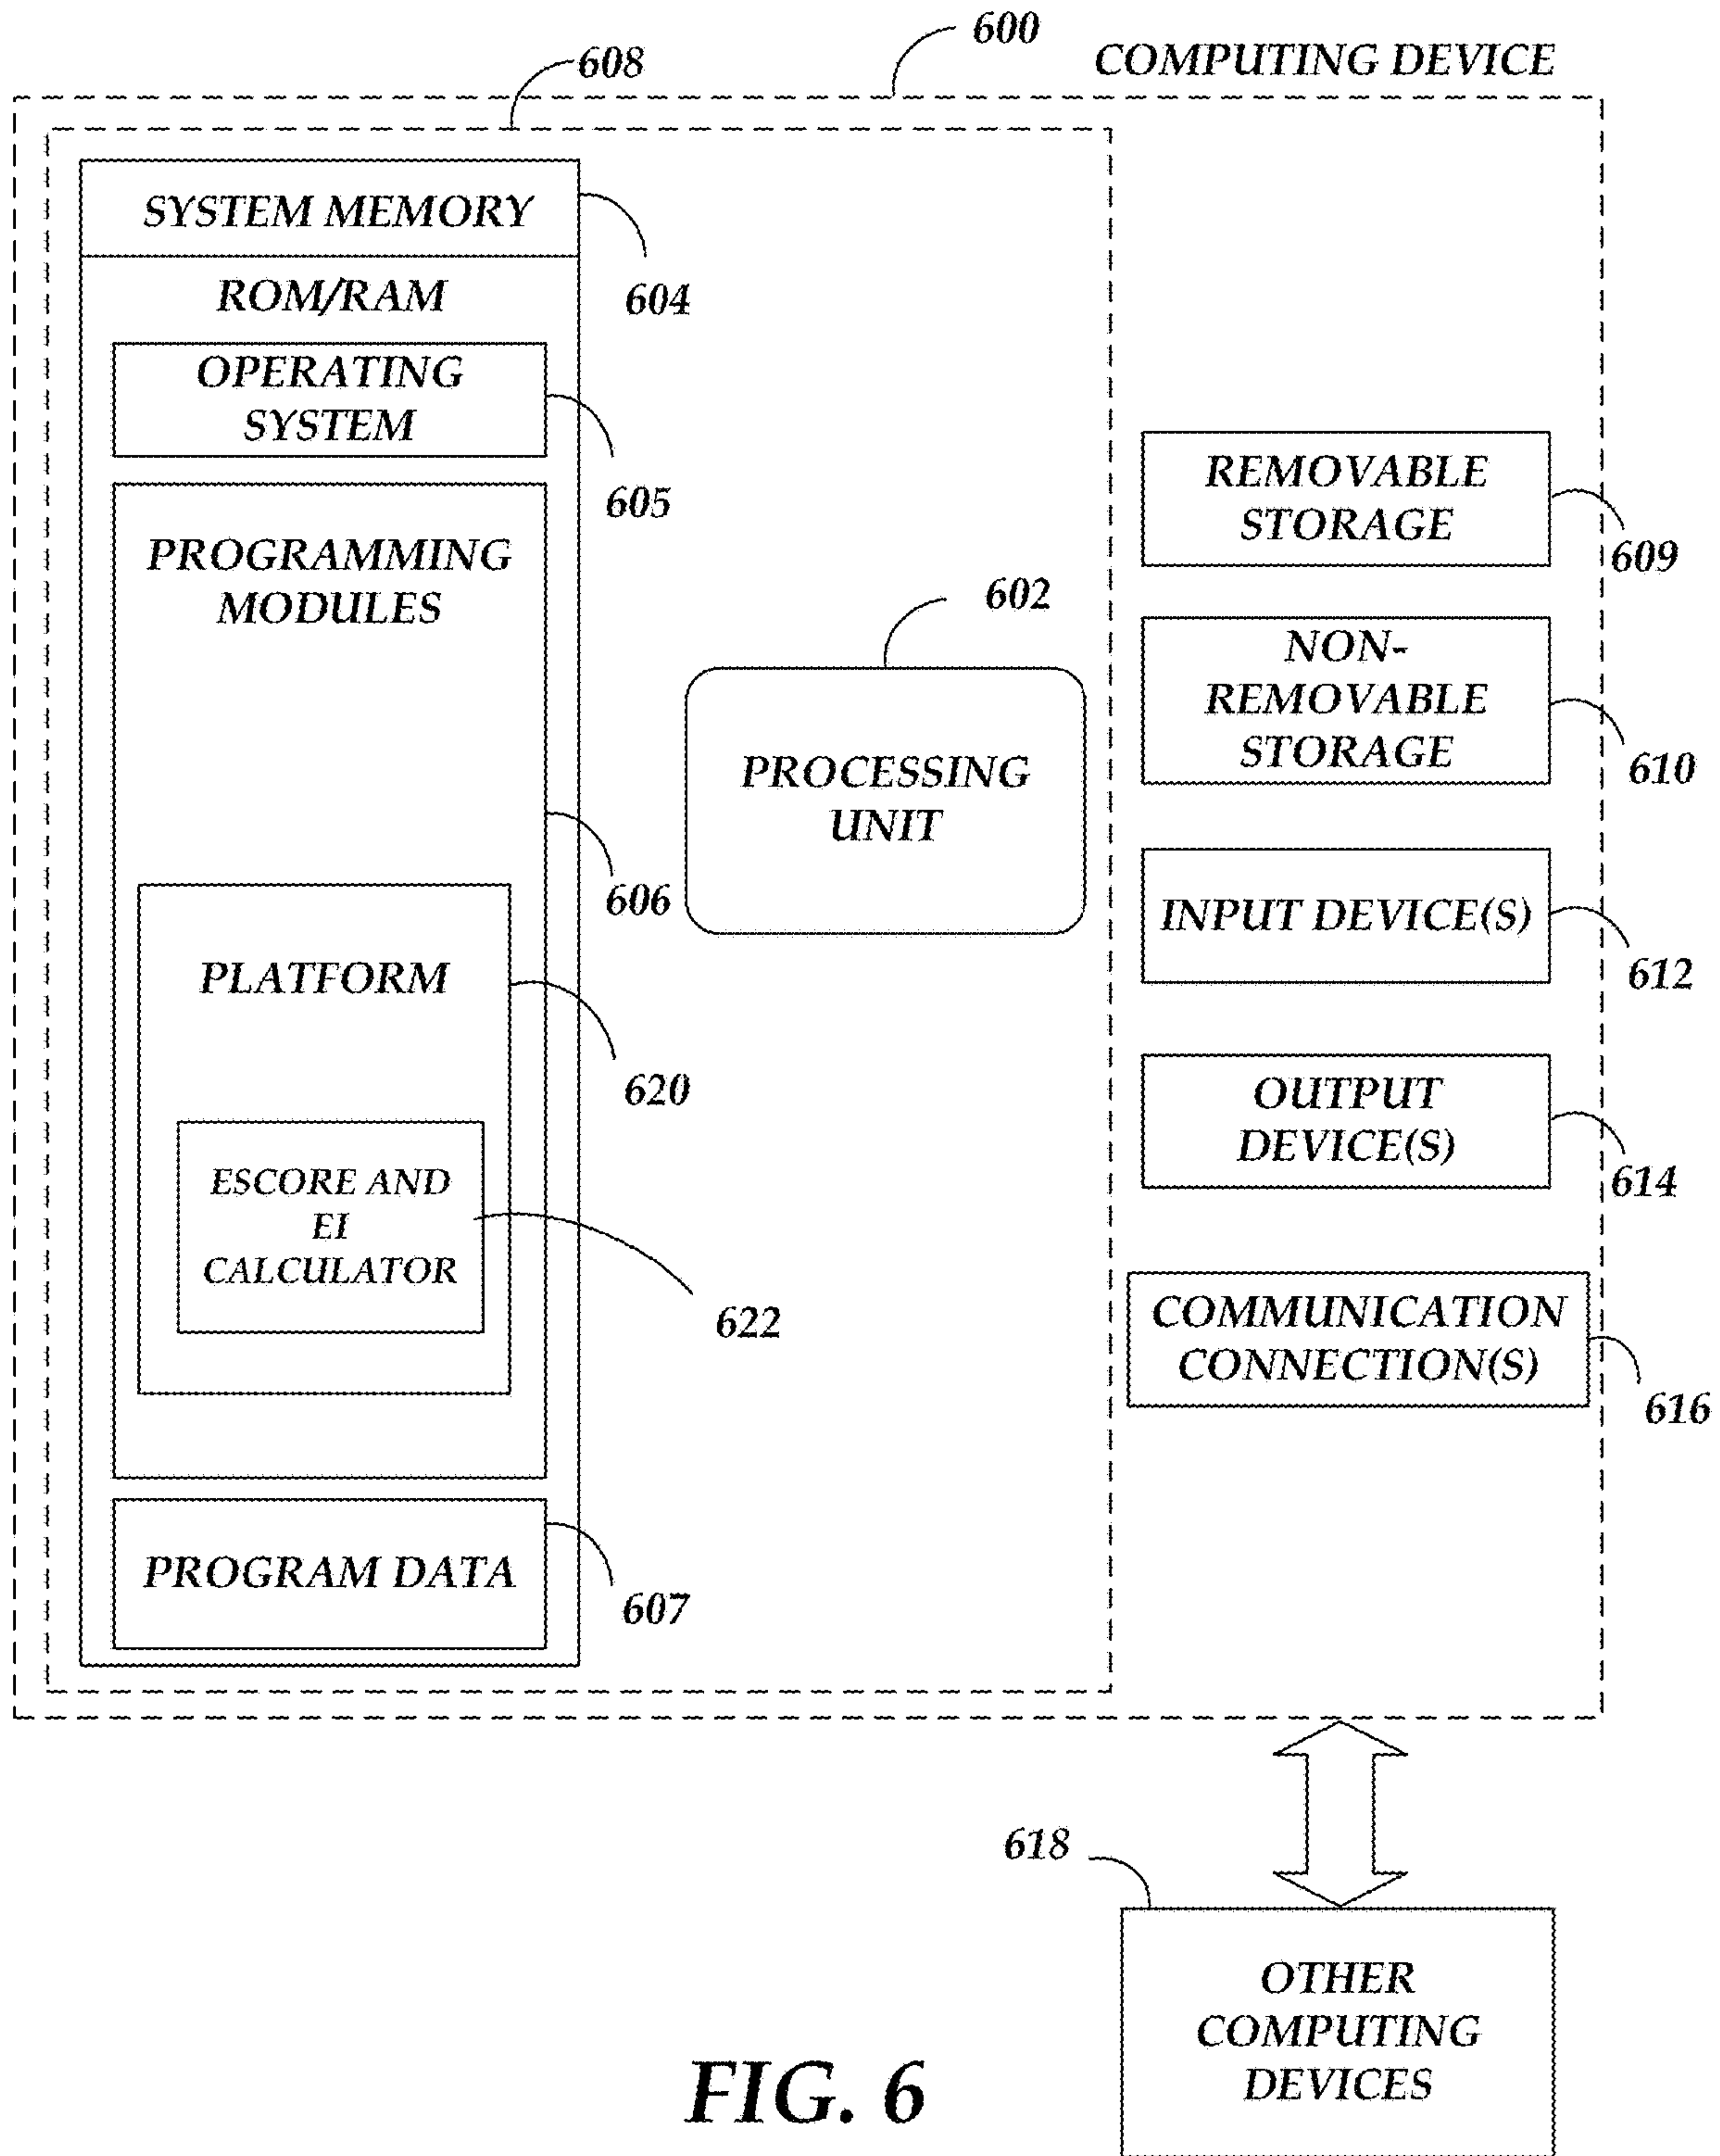 600
COMPUTING DEVICE
608
SYSTEM MEMORY
604
ROM/RAM
OPERATING
SYSTEM
605
PROGRAMMING
MODULES
606
PLATFORM
620
ESCORE AND
EI
CALCULATOR
622
PROGRAM DATA
607
602
PROCESSING
UNIT
REMOVABLE
STORAGE
609
NON-
REMOVABLE
STORAGE
610
INPUT DEVICE(S)
612
OUTPUT
DEVICE(S)
614
COMMUNICATION
CONNECTION(S)
616
618
OTHER
COMPUTING
DEVICES
FIG. 6